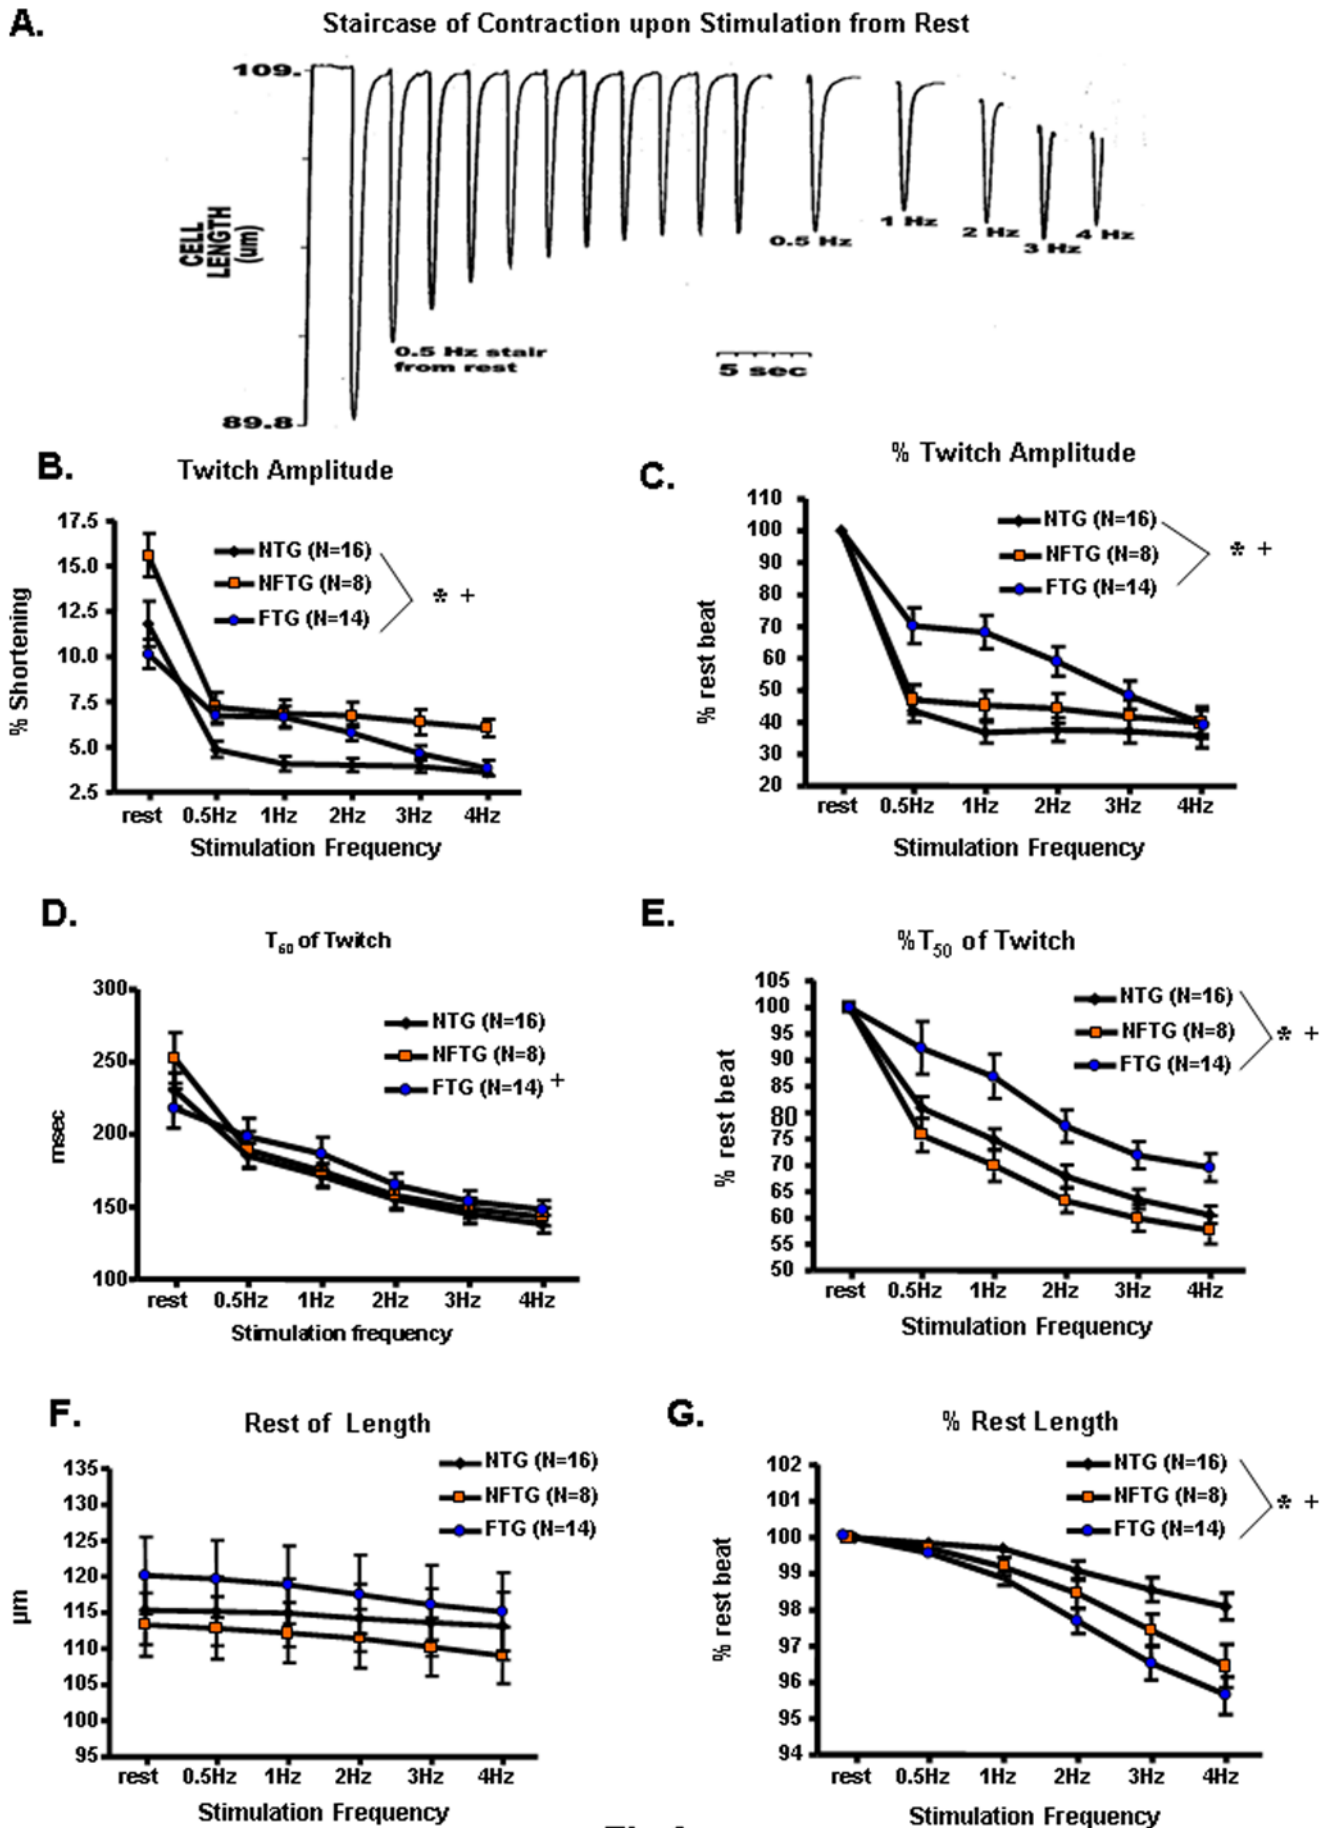 A.
Staircase of Contraction upon Stimulation from Rest
109.
CELL
LENGTH
(um)
89.8
0.5 Hz stair
from rest
5 sec
0.5 Hz
1 Hz
2 Hz
3 Hz
4 Hz
B.
Twitch Amplitude
% Shortening
17.5
15.0
12.5
10.0
7.5
5.0
2.5
NTG (N=16)
NFTG (N=8)
FTG (N=14)
* +
rest 0.5Hz 1Hz 2Hz 3Hz 4Hz
Stimulation Frequency
C.
% Twitch Amplitude
% rest beat
110
100
90
80
70
60
50
40
30
20
NTG (N=16)
NFTG (N=8)
FTG (N=14)
* +
rest 0.5Hz 1Hz 2Hz 3Hz 4Hz
Stimulation Frequency
D.
T60 of Twitch
msec
300
250
200
150
100
NTG (N=16)
NFTG (N=8)
FTG (N=14) +
rest 0.5Hz 1Hz 2Hz 3Hz 4Hz
Stimulation frequency
E.
%T50 of Twitch
% rest beat
105
100
95
90
85
80
75
70
65
60
55
50
NTG (N=16)
NFTG (N=8)
FTG (N=14)
* +
rest 0.5Hz 1Hz 2Hz 3Hz 4Hz
Stimulation Frequency
F.
Rest of Length
µm
135
130
125
120
115
110
105
100
95
NTG (N=16)
NFTG (N=8)
FTG (N=14)
rest 0.5Hz 1Hz 2Hz 3Hz 4Hz
Stimulation Frequency
G.
% Rest Length
% rest beat
102
101
100
99
98
97
96
95
94
NTG (N=16)
NFTG (N=8)
FTG (N=14)
* +
rest 0.5Hz 1Hz 2Hz 3Hz 4Hz
Stimulation Frequency